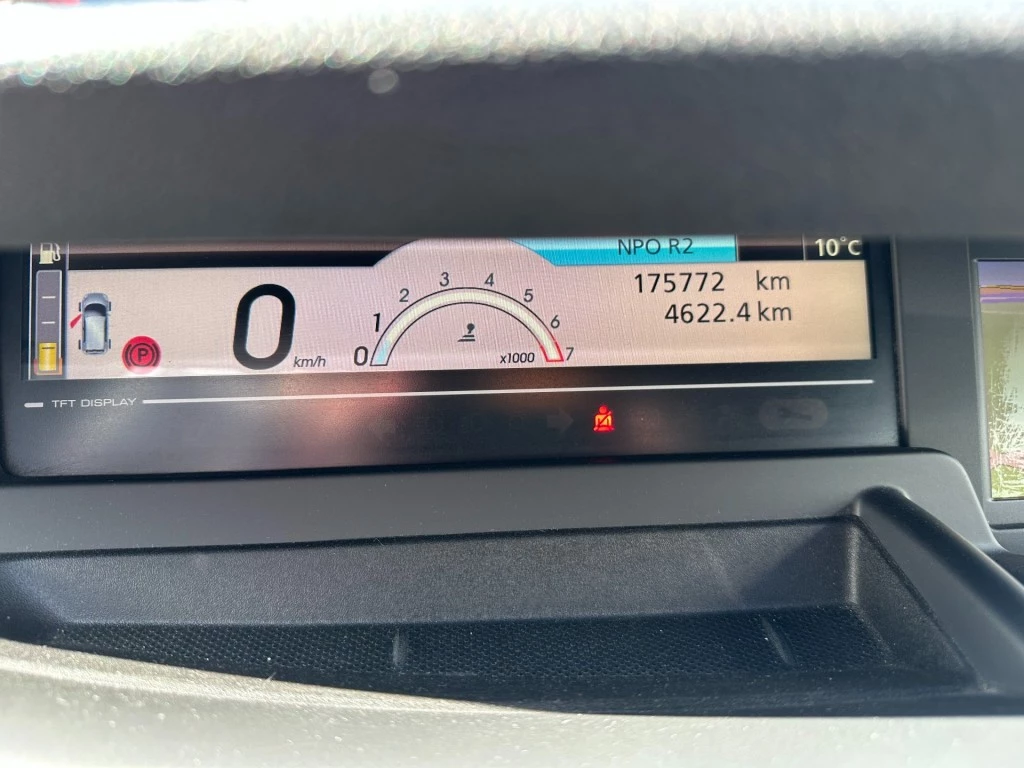 NPO R2
10°C
175772 km
4622.4 km
0 km/h
0 1 2 3 4 5 6 7
x1000
P
TFT DISPLAY